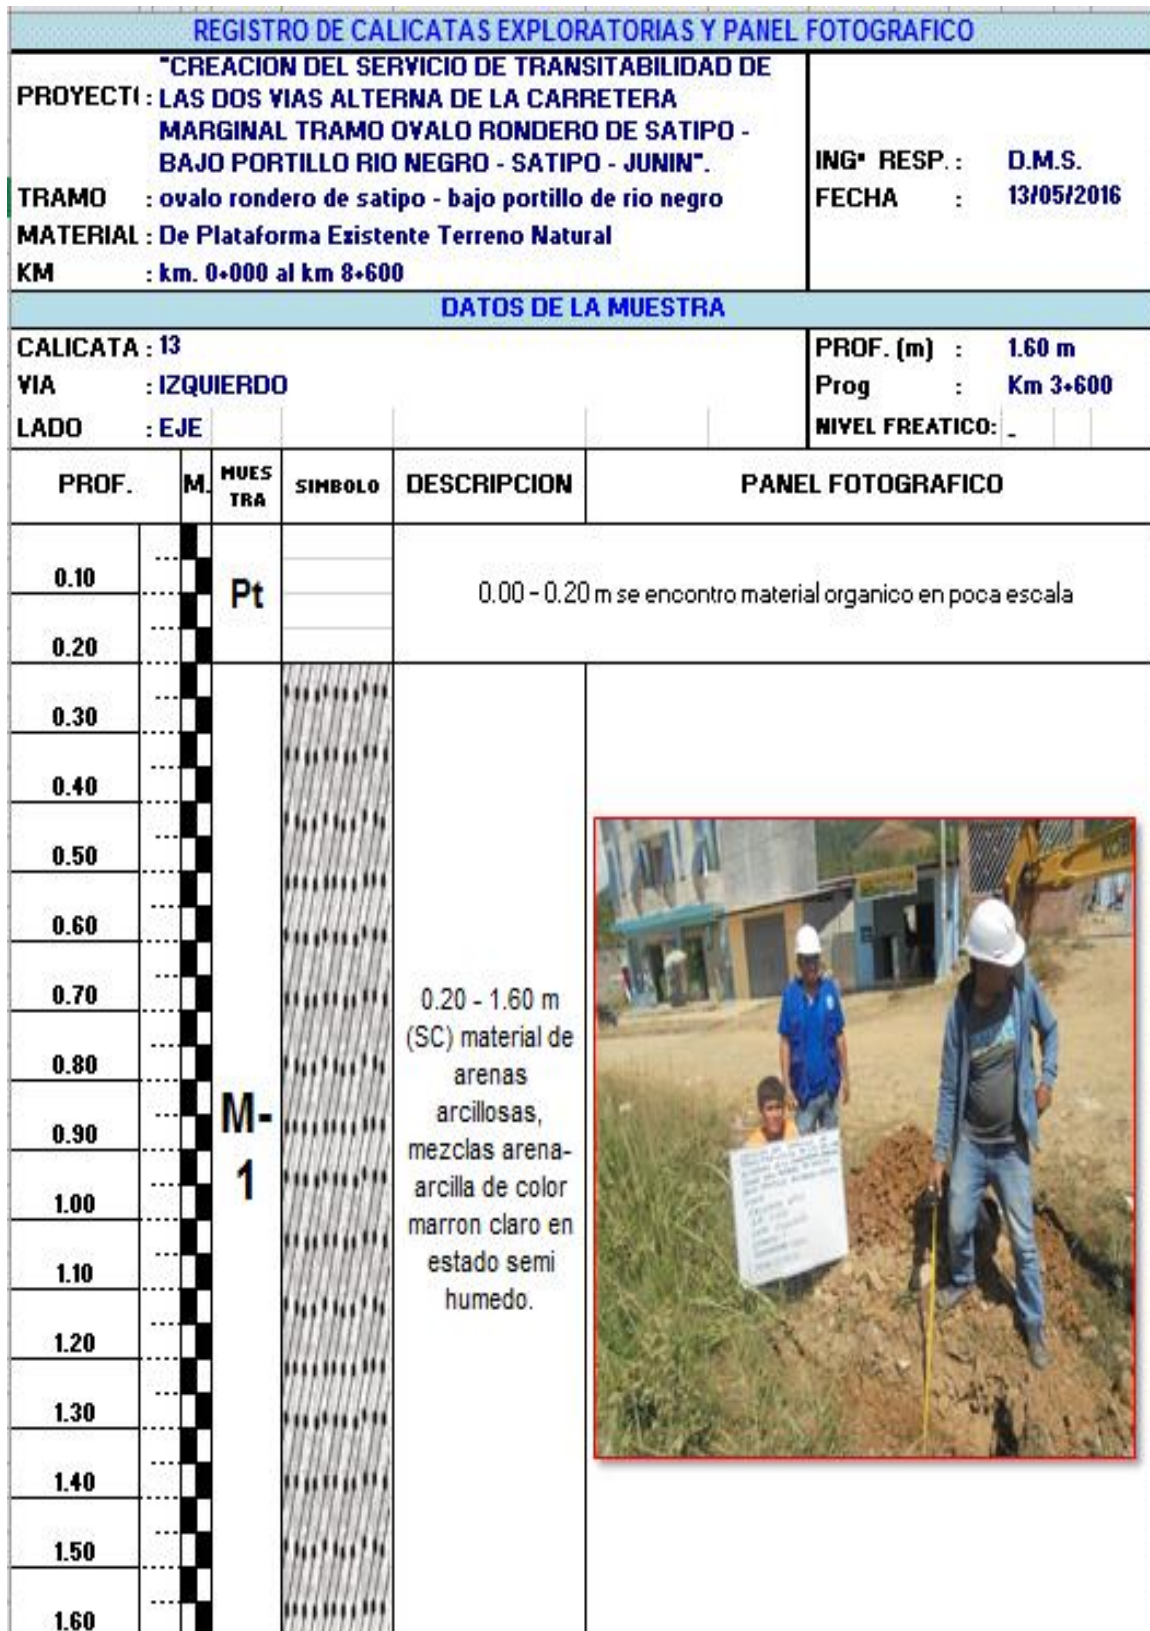 REGISTRO DE CALICATAS EXPLORATORIAS Y PANEL FOTOGRAFICO
"CREACION DEL SERVICIO DE TRANSITABILIDAD DE
PROYECT( : LAS DOS VIAS ALTERNA DE LA CARRETERA
MARGINAL TRAMO OVALO RONDERO DE SATIPO -
BAJO PORTILLO RIO NEGRO - SATIPO - JUNIN".
ING° RESP. : D.M.S.
TRAMO : ovalo rondero de satipo - bajo portillo de rio negro
FECHA : 13/05/2016
MATERIAL : De Plataforma Existente Terreno Natural
KM : km. 0+000 al km 8+600
DATOS DE LA MUESTRA
CALICATA : 13
PROF. (m) : 1.60 m
VIA : IZQUIERDO
Prog : Km 3+600
LADO : EJE
NIVEL FREATICO: _
PROF. M. MUES SIMBOLO DESCRIPCION PANEL FOTOGRAFICO
TRA
0.10
Pt
0.00 - 0.20 m se encontro material organico en poca escala
0.20
0.30
0.40
0.50
0.60
0.70
0.80
0.90
1.00
1.10
1.20
1.30
1.40
1.50
1.60
M-
1
0.20 - 1.60 m
(SC) material de
arenas
arcillosas,
mezclas arena-
arcilla de color
marron claro en
estado semi
humedo.